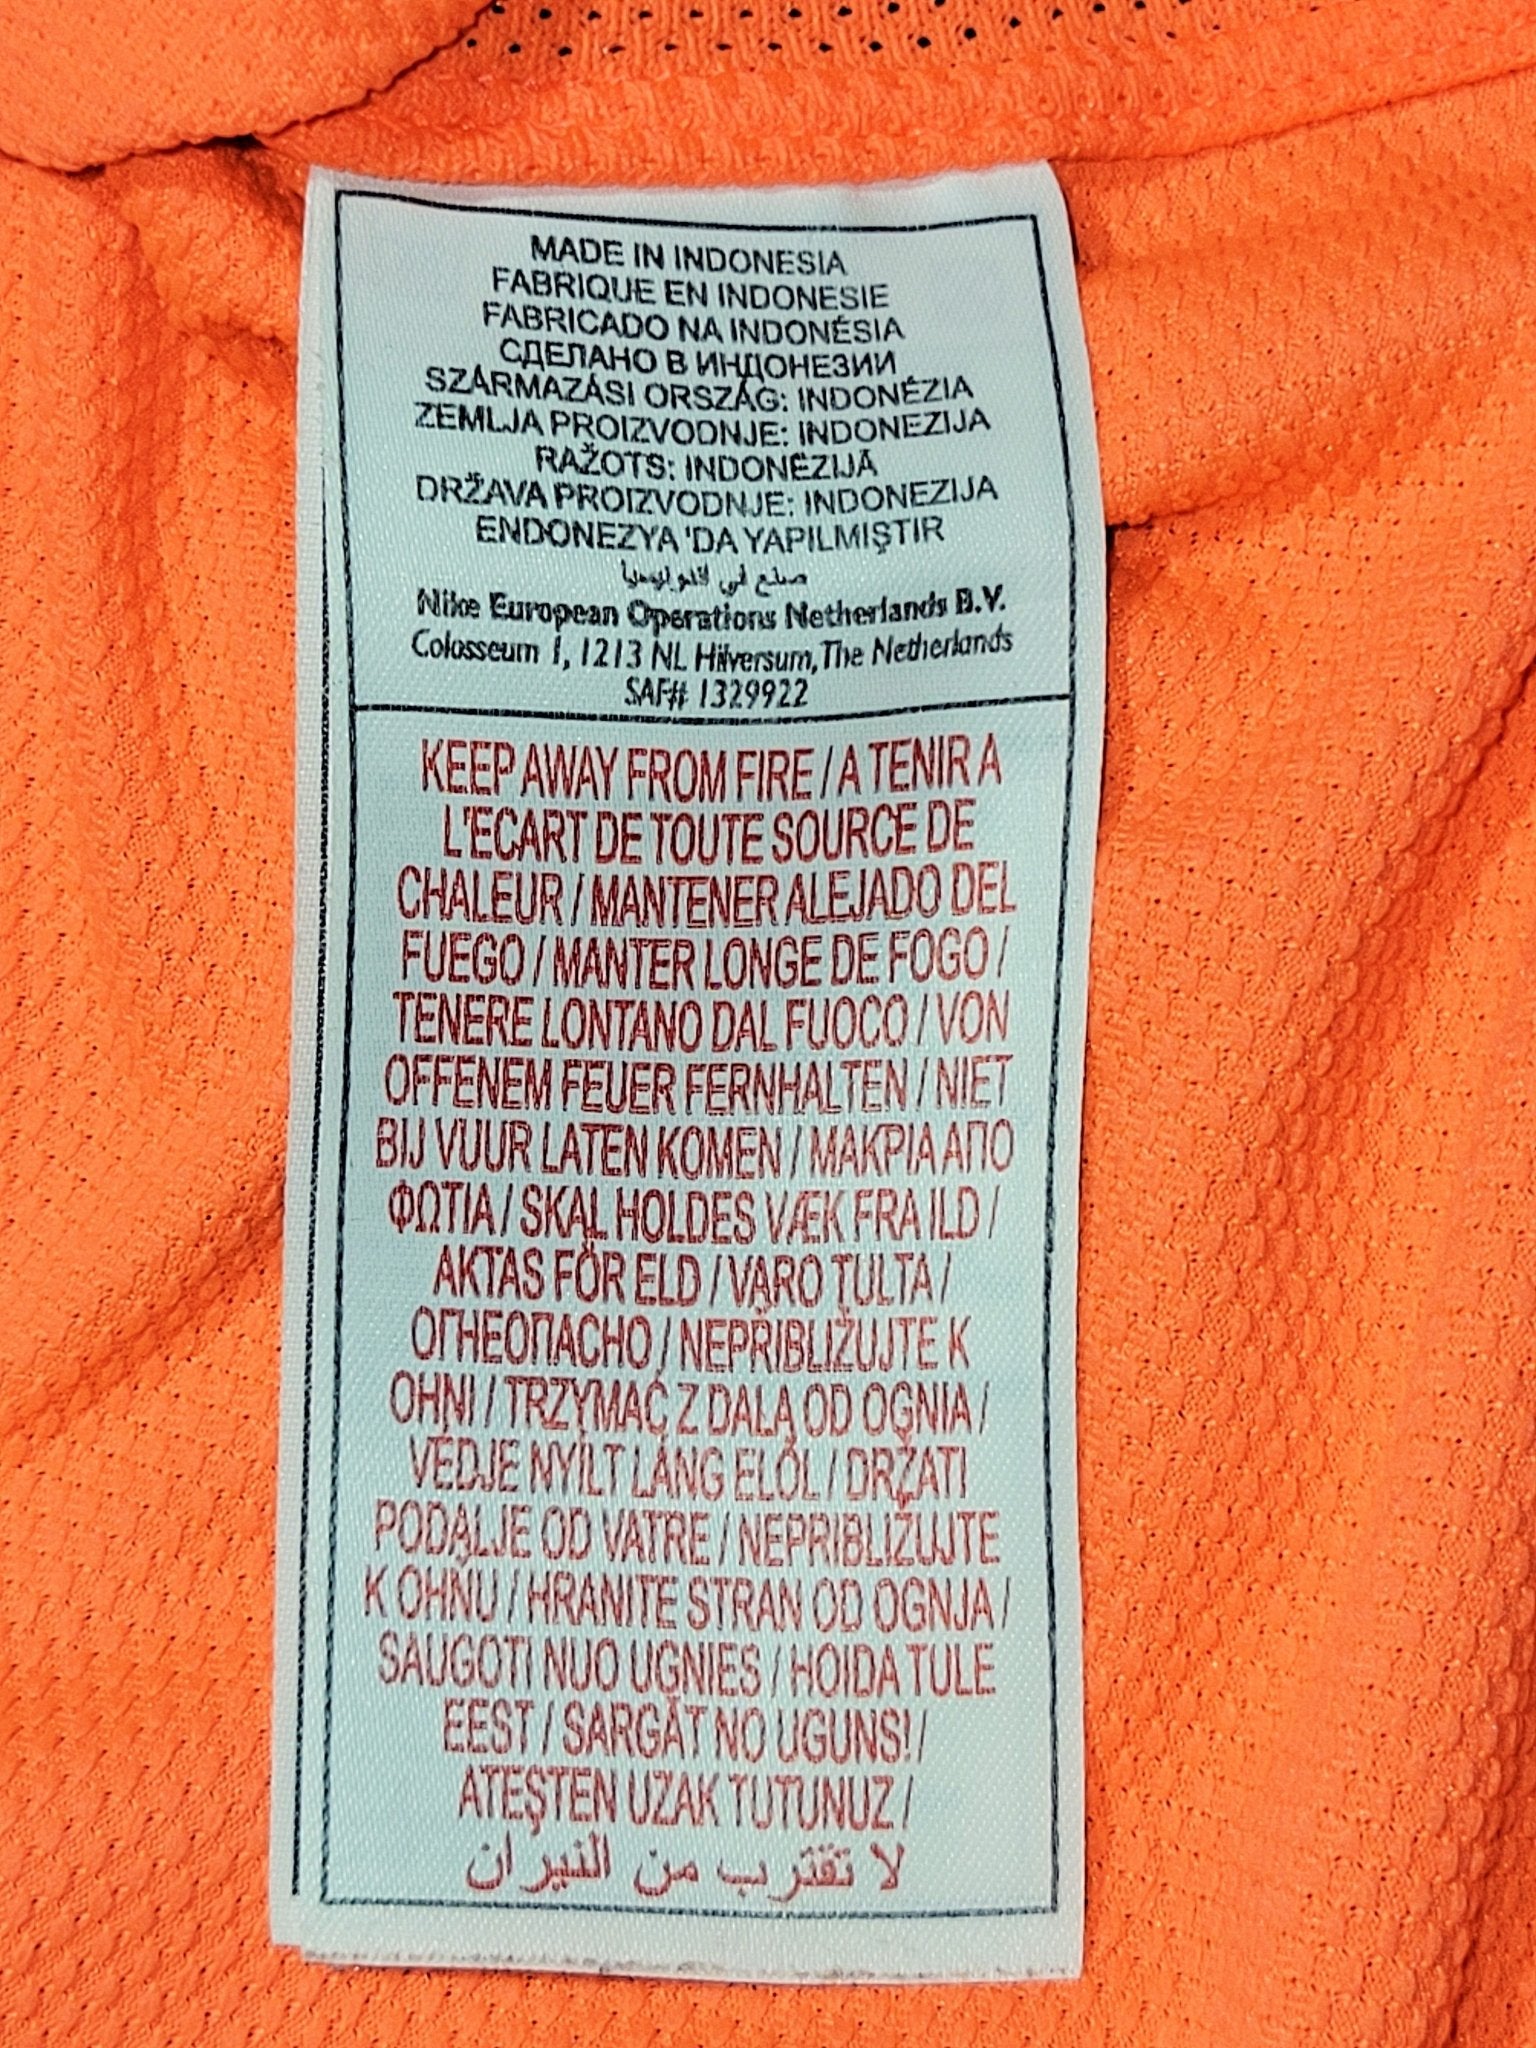 MADE IN INDONESIA
FABRIQUE EN INDONESIE
FABRICADO NA INDONÉSIA
СДЕЛАНО В ИНДОНЕЗИИ
SZÁRMAZÁSI ORSZÁG: INDONÉZIA
ZEMLJA PROIZVODNJE: INDONEZIJA
RAŽOTS: INDONĒZIJĀ
DRŽAVA PROIZVODNJE: INDONEZIJA
ENDONEZYA 'DA YAPILMIŞTIR
صنع في اندونيسيا
Nike European Operations Netherlands B.V.
Colosseum 1, 1213 NL Hilversum, The Netherlands
SAF# 1329922
KEEP AWAY FROM FIRE / A TENIR A
L'ECART DE TOUTE SOURCE DE
CHALEUR / MANTENER ALEJADO DEL
FUEGO / MANTER LONGE DE FOGO /
TENERE LONTANO DAL FUOCO / VON
OFFENEM FEUER FERNHALTEN / NIET
BIJ VUUR LATEN KOMEN / ΜΑΚΡΙΑ ΑΠΟ
ΦΩΤΙΑ / SKAL HOLDES VÆK FRA ILD /
AKTAS FÖR ELD / VARO TULTA /
ОГНЕОПАСНО / NEPŘIBLIŽUJTE K
OHNI / TRZYMAĆ Z DALA OD OGNIA /
VÉDJE NYÍLT LÁNG ELŐL / DRŽATI
PODALJE OD VATRE / NEPRIBLIŽUJTE
K OHŇU / HRANITE STRAN OD OGNJA /
SAUGOTI NUO UGNIES / HOIDA TULE
EEST / SARGĀT NO UGUNS! /
ATEŞTEN UZAK TUTUNUZ /
لا تقترب من النيران